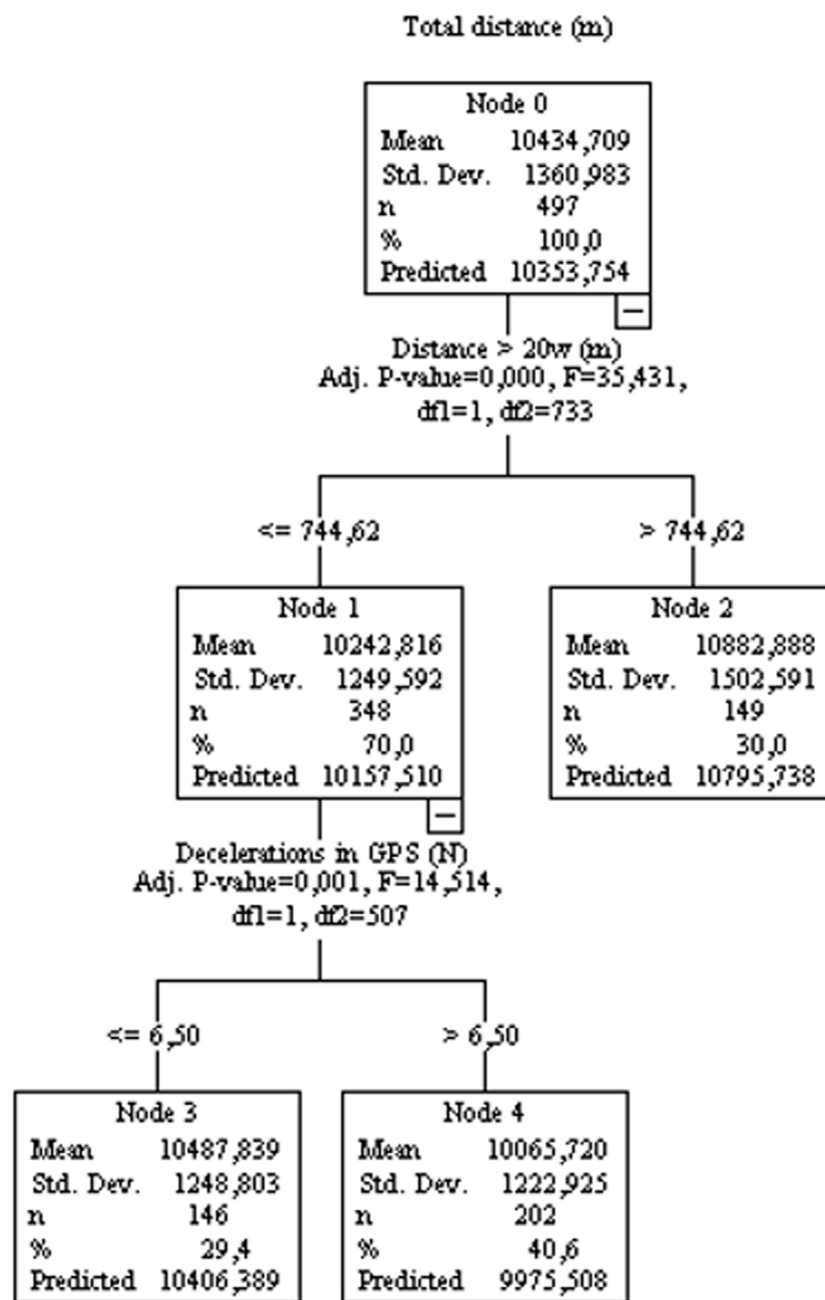 Total distance (m)
Node 0
Mean 10434,709
Std. Dev. 1360,983
n 497
% 100,0
Predicted 10353,754
Distance > 20w (m)
Adj. P-value=0,000, F=35,431,
df1=1, df2=733
<= 744,62
> 744,62
Node 1
Mean 10242,816
Std. Dev. 1249,592
n 348
% 70,0
Predicted 10157,510
Node 2
Mean 10882,888
Std. Dev. 1502,591
n 149
% 30,0
Predicted 10795,738
Decelerations in GPS (N)
Adj. P-value=0,001, F=14,514,
df1=1, df2=507
<= 6,50
> 6,50
Node 3
Mean 10487,839
Std. Dev. 1248,803
n 146
% 29,4
Predicted 10406,389
Node 4
Mean 10065,720
Std. Dev. 1222,925
n 202
% 40,6
Predicted 9975,508